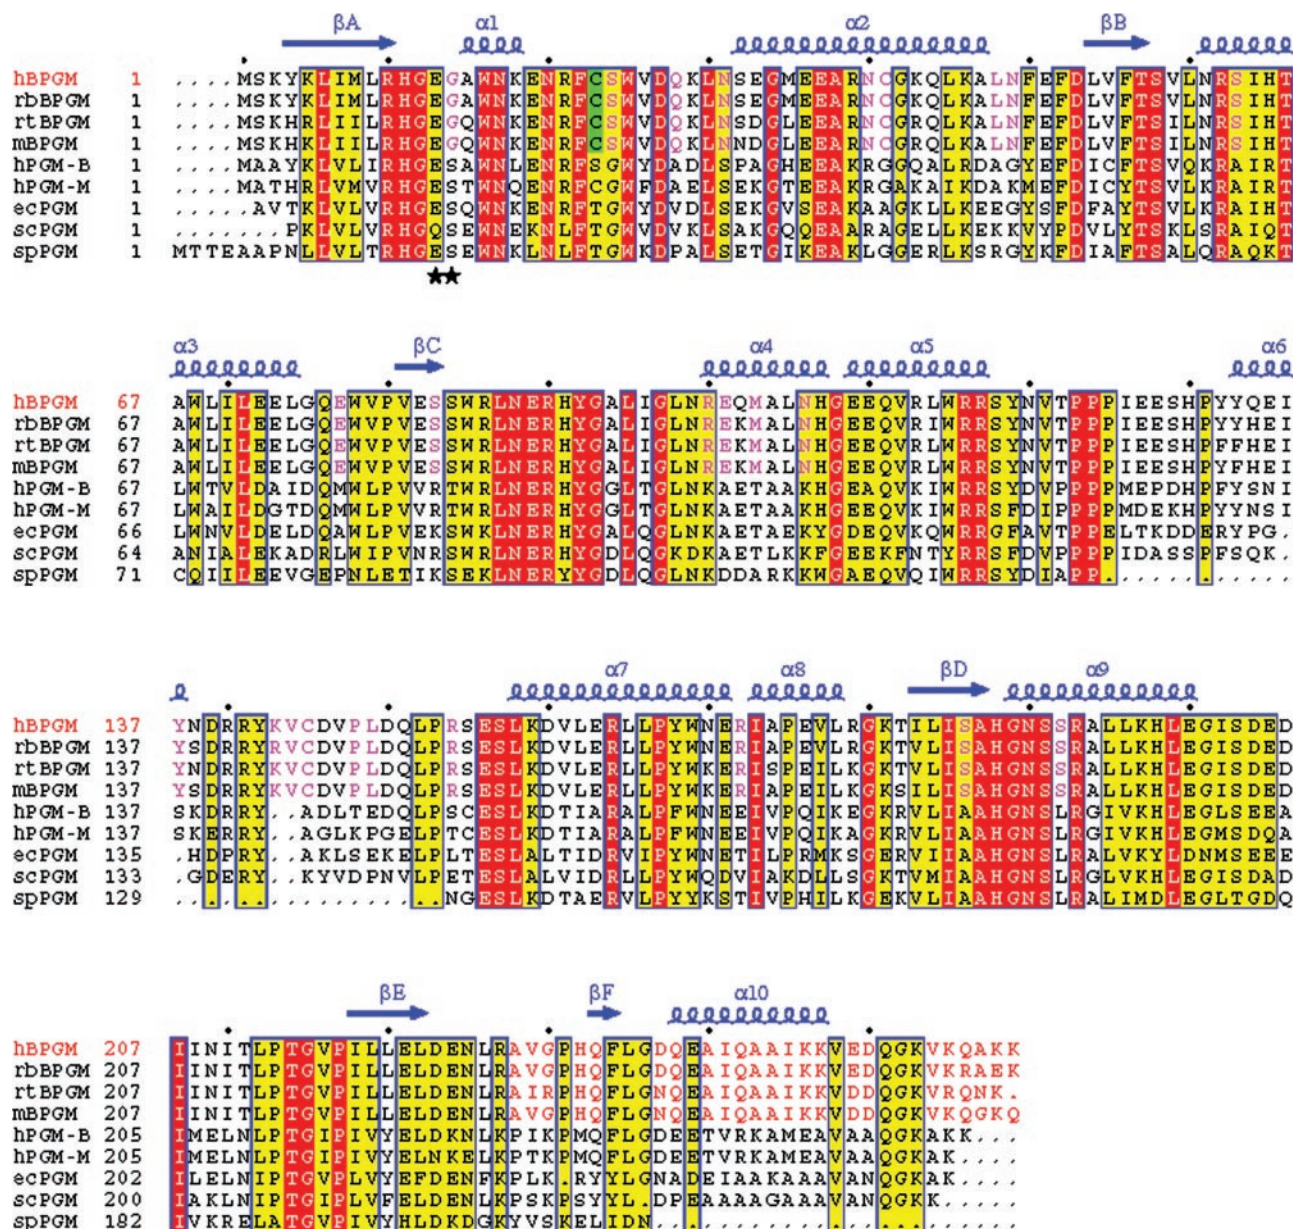 βA α1 α2 βB
hBPGM 1 ....MSKYKLIMLRHGEGAWNKENRFCSWVDQKLNSEGMEEARNCGKQLKALNFEFDLVFTSVLNRSIHT
rbBPGM 1 ....MSKYKLIMLRHGEGAWNKENRFCSWVDQKLNSEGMEEARNCGKQLKALNFEFDLVFTSVLNRSIHT
rtBPGM 1 ....MSKHRLIILRHGEGQWNKENRFCSWVDQKLNSDGLEEARNCGRQLKALNFEFDLVFTSILNRSIHT
mBPGM 1 ....MSKHKLIILRHGEGQWNKENRFCSWVDQKLNNDGLEEARNCGRQLKALNFEFDLVFTSILNRSIHT
hPGM-B 1 ....MAAYKLVLIRHGESAWNLENRFSGWYDADLSPAGHEEAKRGGQALRDAGYEFDICFTSVQKRAIRT
hPGM-M 1 ....MATHRLVMVRHGESTWNQENRFCGWFDAELSEKGTEEAKRGAKAIKDAKMEFDICYTSVLKRAIRT
ecPGM 1 .....AVTKLVLVRHGESQWNKENRFTGWYDVDLSEKGVSEAKAAGKLLKEEGYSFDFAYTSVLKRAIHT
scPGM 1 .......PKLVLVRHGQSEWNEKNLFTGWVDVKLSAKGQQEAARAGELLKEKKVYPDVLYTSKLSRAIQT
spPGM 1 MTTEAAPNLLVLTRHGESEWNKLNLFTGWKDPALSETGIKEAKLGGERLKSRGYKFDIAFTSALQRAQKT
α3 βC α4 α5 α6
hBPGM 67 AWLILEELGQEWVPVESSWRLNERHYGALIGLNREQMALNHGEEQVRLWRRSYNVTPPPIEESHPYYQEI
rbBPGM 67 AWLILEELGQEWVPVESSWRLNERHYGALIGLNREKMALNHGEEQVRIWRRSYNVTPPPIEESHPYYHEI
rtBPGM 67 AWLILEELGQEWVPVESSWRLNERHYGALIGLNREKMALNHGEEQVRIWRRSYNVTPPPIEESHPFFHEI
mBPGM 67 AWLILEELGQEWVPVESSWRLNERHYGALIGLNREKMALNHGEEQVRLWRRSYNVTPPPIEESHPYFHEI
hPGM-B 67 LWTVLDAIDQMWLPVVRTWRLNERHYGGLTGLNKAETAAKHGEAQVKIWRRSYDVPPPPMEPDHPFYSNI
hPGM-M 67 LWAILDGTDQMWLPVVRTWRLNERHYGGLTGLNKAETAAKHGEEQVKIWRRSFDIPPPPMDEKHPYYNSI
ecPGM 66 LWNVLDELDQAWLPVEKSWRLNERHYGALQGLNKAETAEKYGDEQVKQWRRGFAVTPPELTKDDERYPG.
scPGM 64 ANIALEKADRLWIPVNRSWRLNERHYGDLQGKDKAETLKKFGEEKFNTYRRSFDVPPPPIDASSPFSQK.
spPGM 71 CQIILEEVGEPNLETIKSEKLNERYYGDLQGLNKDDARKKWGAEQVQIWRRSYDIAPP............
α7 α8 βD α9
hBPGM 137 YNDRRYKVCDVPLDQLPRSESLKDVLERLLPYWNERIAPEVLRGKTILISAHGNSSRALLKHLEGISDED
rbBPGM 137 YSDRRYRVCDVPLDQLPRSESLKDVLERLLPYWNERIAPEVLRGKTVLISAHGNSSRALLKHLEGISDED
rtBPGM 137 YNDRRYKVCDVPLDQLPRSESLKDVLERLLPYWKERISPEILKGKTVLISAHGNSSRALLKHLEGISDED
mBPGM 137 YSDRRYKVCDVPLDQLPRSESLKDVLERLLPYWKERIAPEILKGKSILISAHGNSSRALLKHLEGISDED
hPGM-B 137 SKDRRY..ADLTEDQLPSCESLKDTIARALPFWNEEIVPQIKEGKRVLIAAHGNSLRGIVKHLEGLSEEA
hPGM-M 137 SKERRY..AGLKPGELPTCESLKDTIARALPFWNEEIVPQIKAGKRVLIAAHGNSLRGIVKHLEGMSDQA
ecPGM 135 .HDPRY..AKLSEKELPLTESLALTIDRVIPYWNETILPRMKSGERVIIAAHGNSLRALVKYLDNMSEEE
scPGM 133 .GDERY..KYVDPNVLPETESLALVIDRLLPYWQDVIAKDLLSGKTVMIAAHGNSLRGLVKHLEGISDAD
spPGM 129 .................NGESLKDTAERVLPYYKSTIVPHILKGEKVLIAAHGNSLRALIMDLEGLTGDQ
βE βF α10
hBPGM 207 IINITLPTGVPILLELDENLRAVGPHQFLGDQEAIQAAIKKVEDQGKVKQAKK
rbBPGM 207 IINITLPTGVPILLELDENLRAVGPHQFLGDQEAIQAAIKKVEDQGKVKRAEK
rtBPGM 207 IINITLPTGVPILLELDENLRAIRPHQFLGNQEAIQAAIKKVDDQGKVRQNK.
mBPGM 207 IINITLPTGVPILLELDENLRAVGPHQFLGNQEAIQAAIKKVDDQGKVKQGKQ
hPGM-B 205 IMELNLPTGIPIVYELDKNLKPIKPMQFLGDEETVRKAMEAVAAQGKAKK...
hPGM-M 205 IMELNLPTGIPIVYELNKELKPTKPMQFLGDEETVRKAMEAVAAQGKAK....
ecPGM 202 ILELNIPTGVPLVYEFDENFKPLK.RYYLGNADEIAAKAAAVANQGKAK....
scPGM 200 IAKLNIPTGIPLVFELDENLKPSKPSYYL.DPEAAAAGAAAVANQGKK.....
spPGM 182 IVKRELATGVPIVYHLDKDGKYVSKELIDN.......................